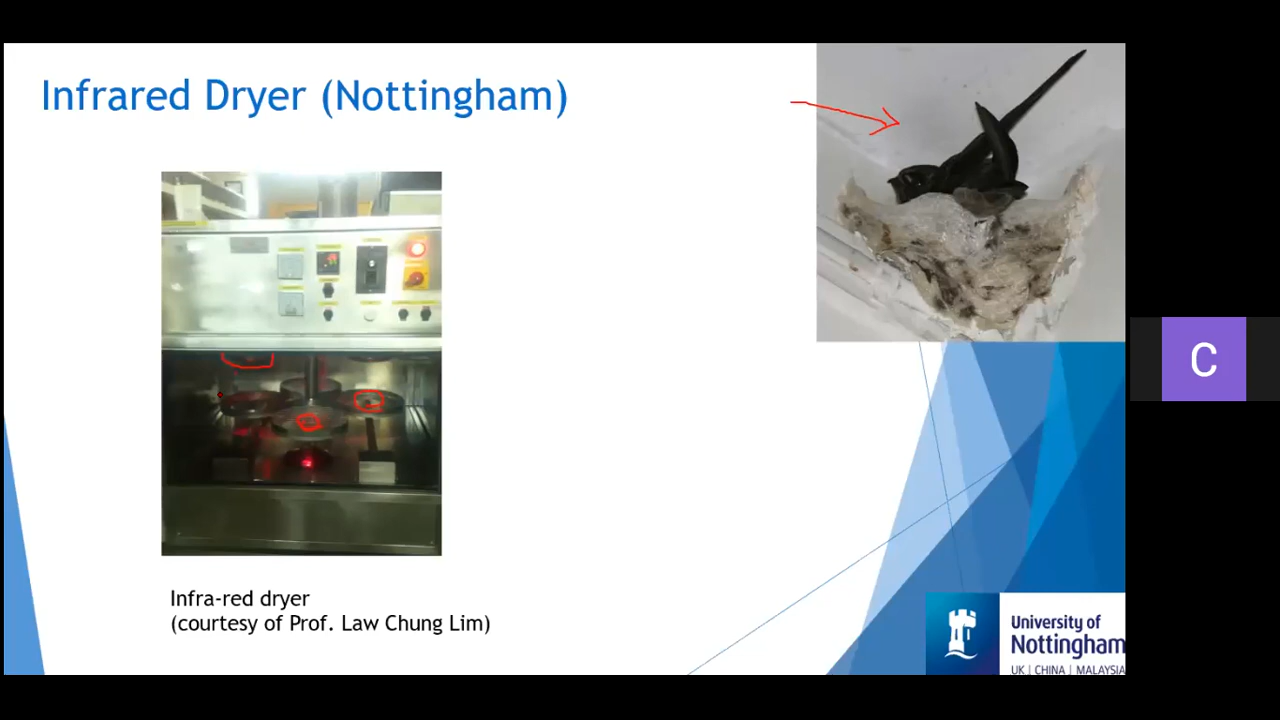 Infrared Dryer (Nottingham)
Infra-red dryer
(courtesy of Prof. Law Chung Lim)
University of
Nottingham
UK | CHINA | MALAYSIA
C